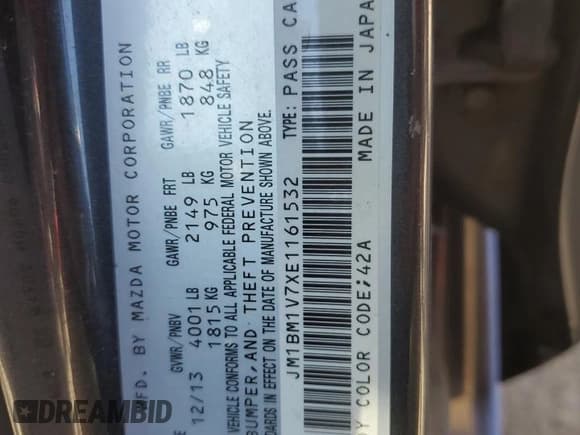 MFD. BY MAZDA MOTOR CORPORATION
GVWR/PNBV GAWR/PNBE FRT GAWR/PNBE RR
12/13 4001 LB 2149 LB 1870 LB
1815 KG 975 KG 848 KG
VEHICLE CONFORMS TO ALL APPLICABLE FEDERAL MOTOR VEHICLE SAFETY
BUMPER, AND THEFT PREVENTION
IN EFFECT ON THE DATE OF MANUFACTURE SHOWN ABOVE.
JM1BM1V7XE1161532 TYPE: PASS CA
COLOR CODE; 42A MADE IN JAPA
DREAMBID